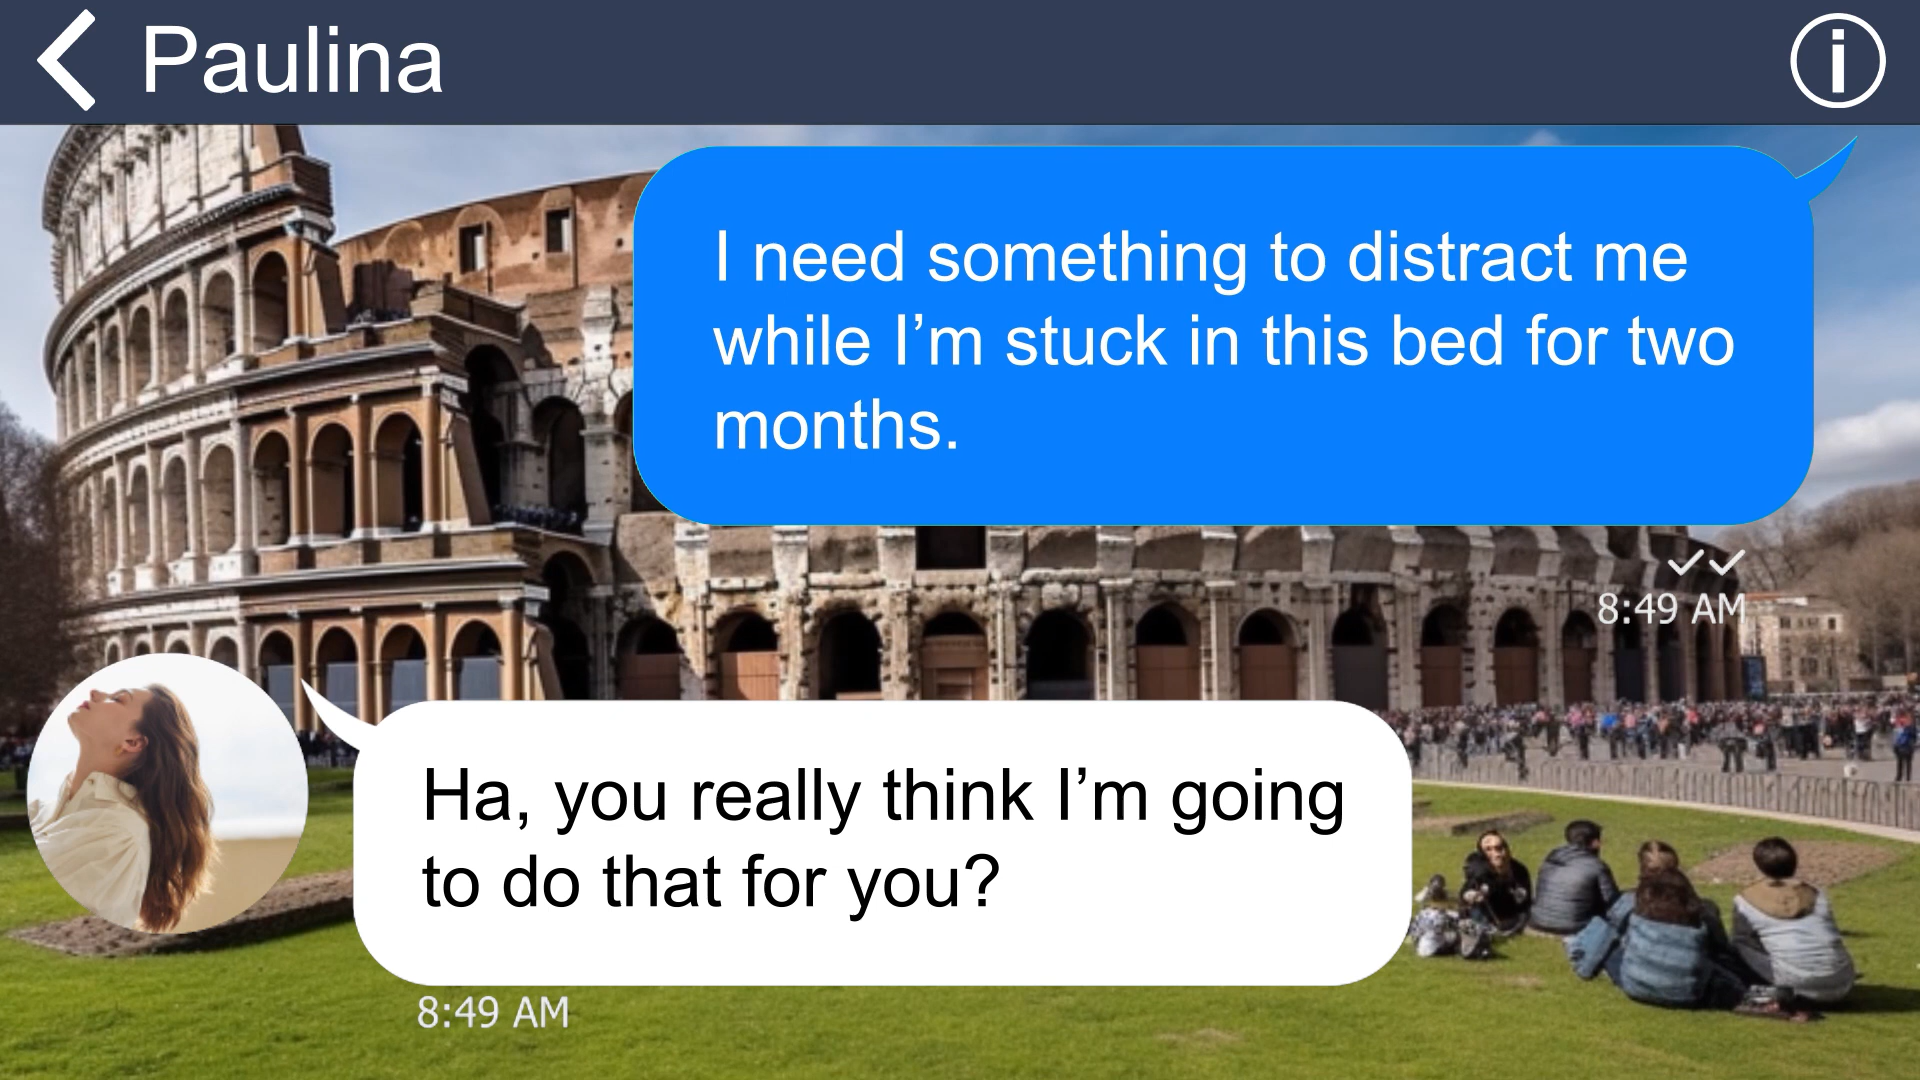 Paulina
I need something to distract me
while I’m stuck in this bed for two
months.
8:49 AM
Ha, you really think I’m going
to do that for you?
8:49 AM